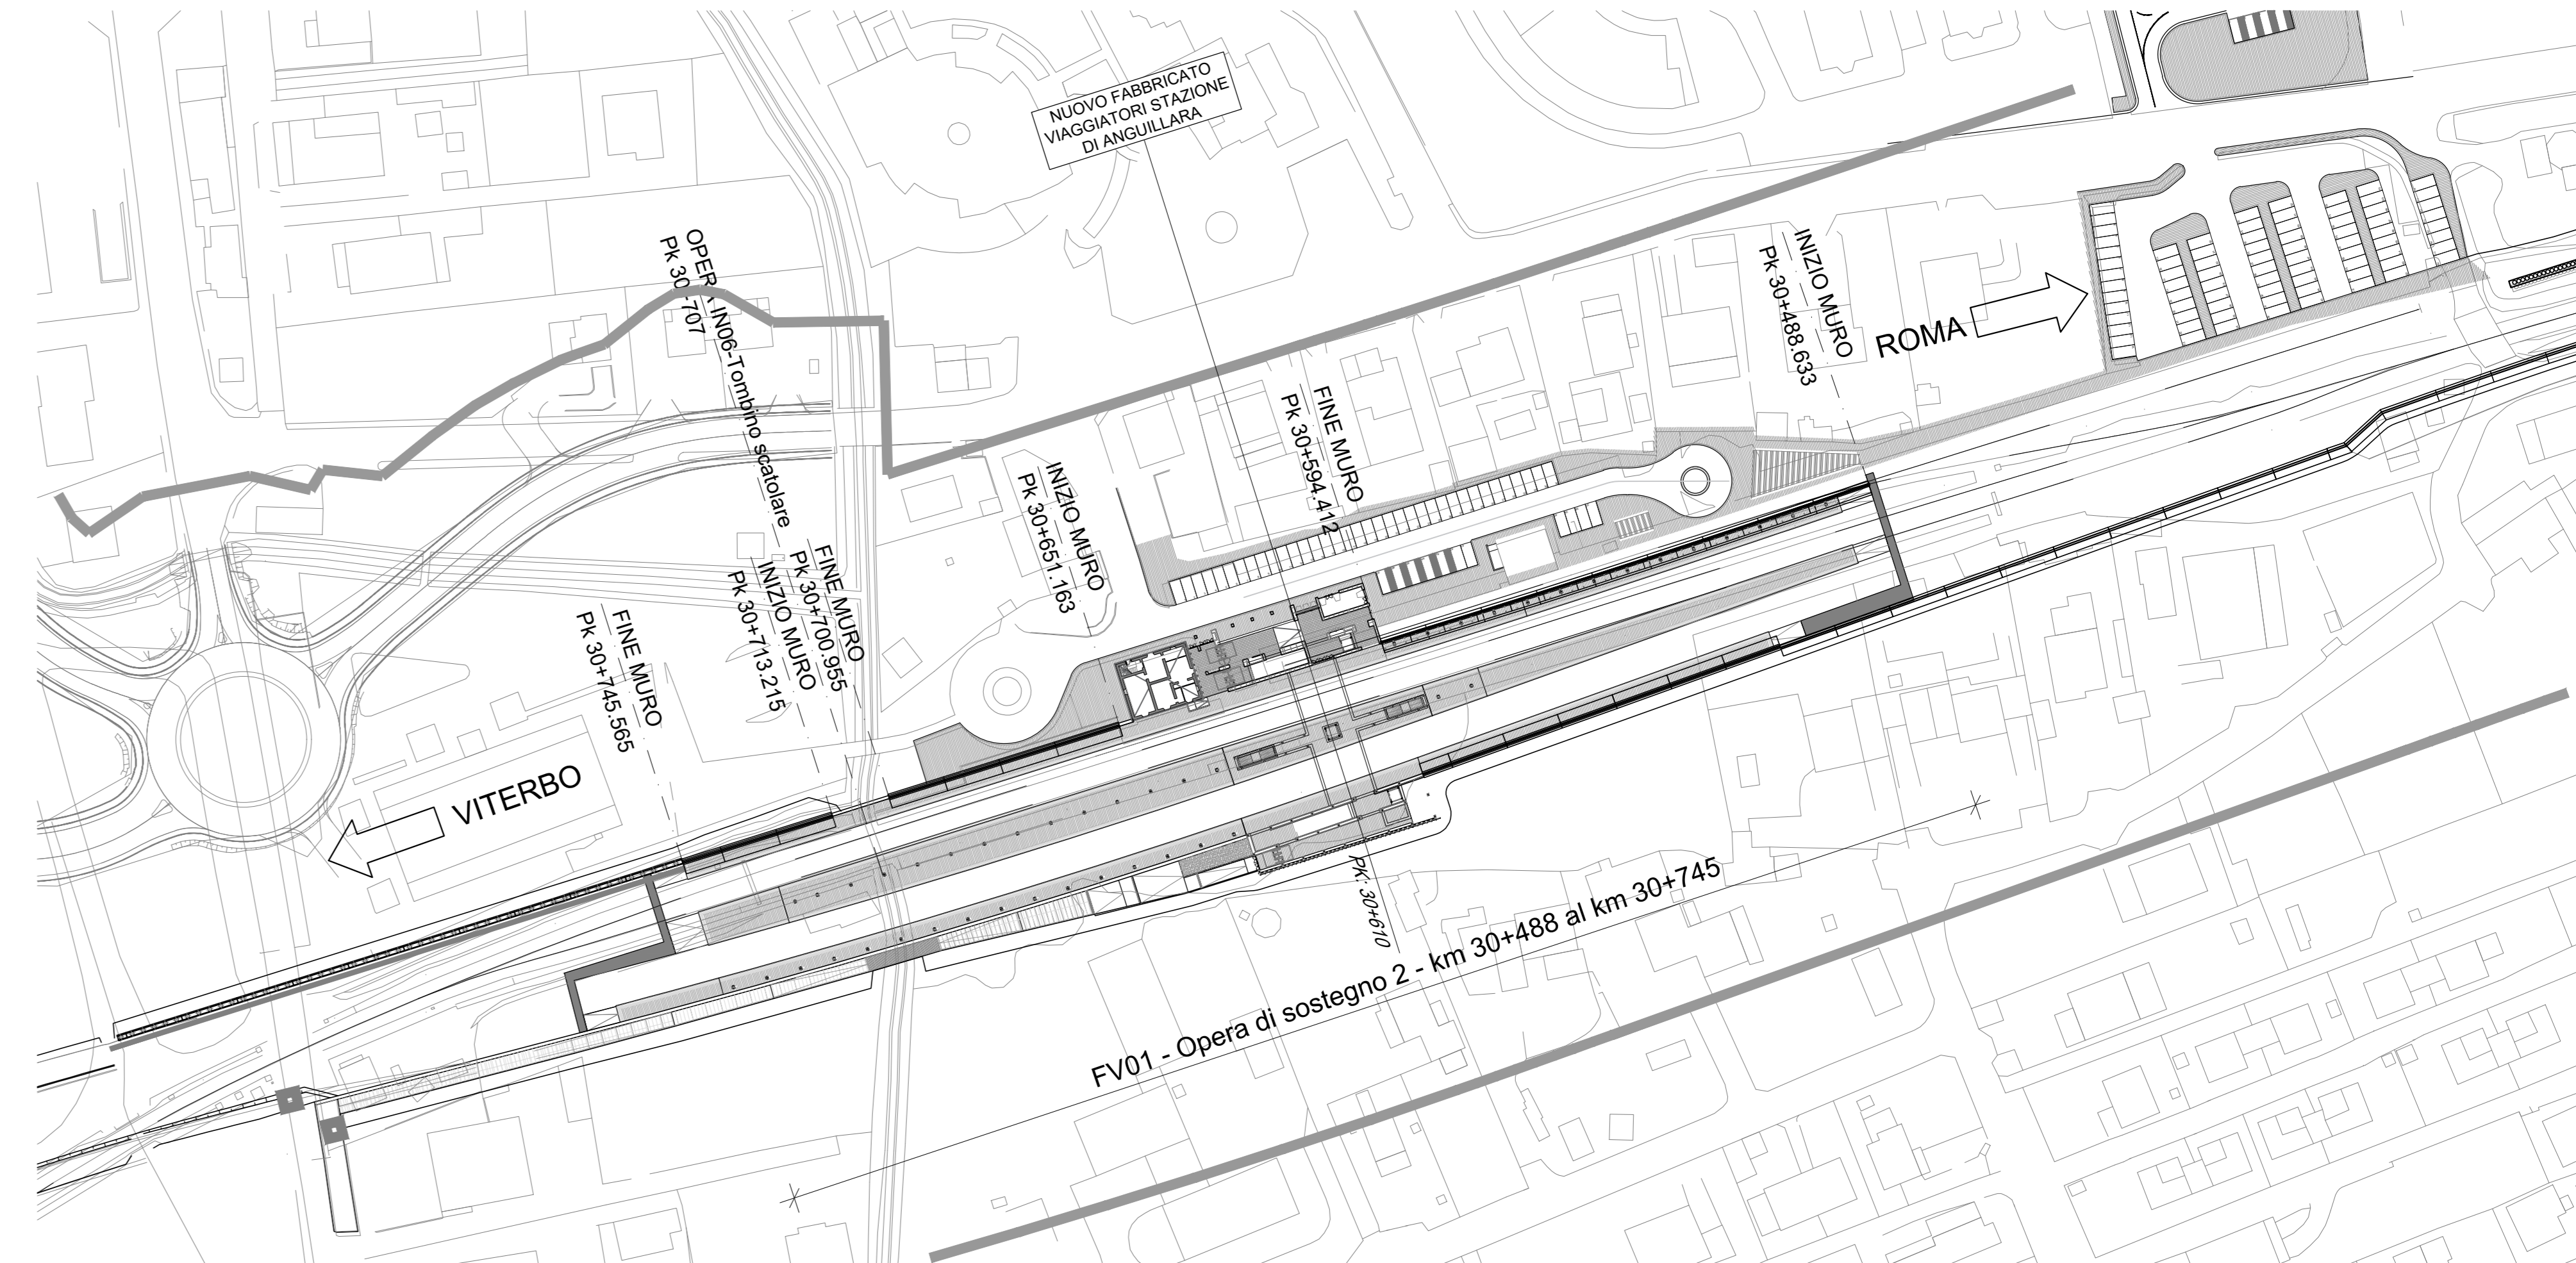 NUOVO FABBRICATO
VIAGGIATORI STAZIONE
DI ANGUILLARA
OPERA IN06-Tombino scatolare
Pk 30+707
INIZIO MURO
Pk 30+488.633
ROMA
FINE MURO
Pk 30+594.412
INIZIO MURO
Pk 30+651.163
FINE MURO
Pk 30+700.955
INIZIO MURO
Pk 30+713.215
FINE MURO
Pk 30+745.565
VITERBO
PK: 30+610
FV01 - Opera di sostegno 2 - km 30+488 al km 30+745